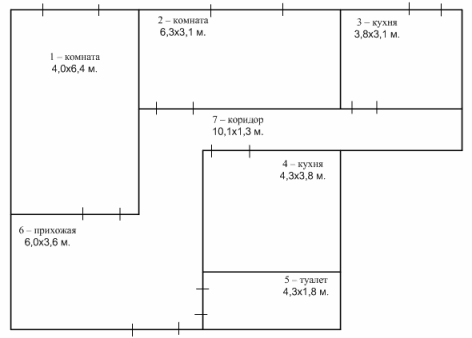 1 – комната
4,0х6,4 м.
2 – комната
6,3х3,1 м.
3 – кухня
3,8х3,1 м.
7 – коридор
10,1х1,3 м.
4 – кухня
4,3х3,8 м.
6 – прихожая
6,0х3,6 м.
5 – туалет
4,3х1,8 м.